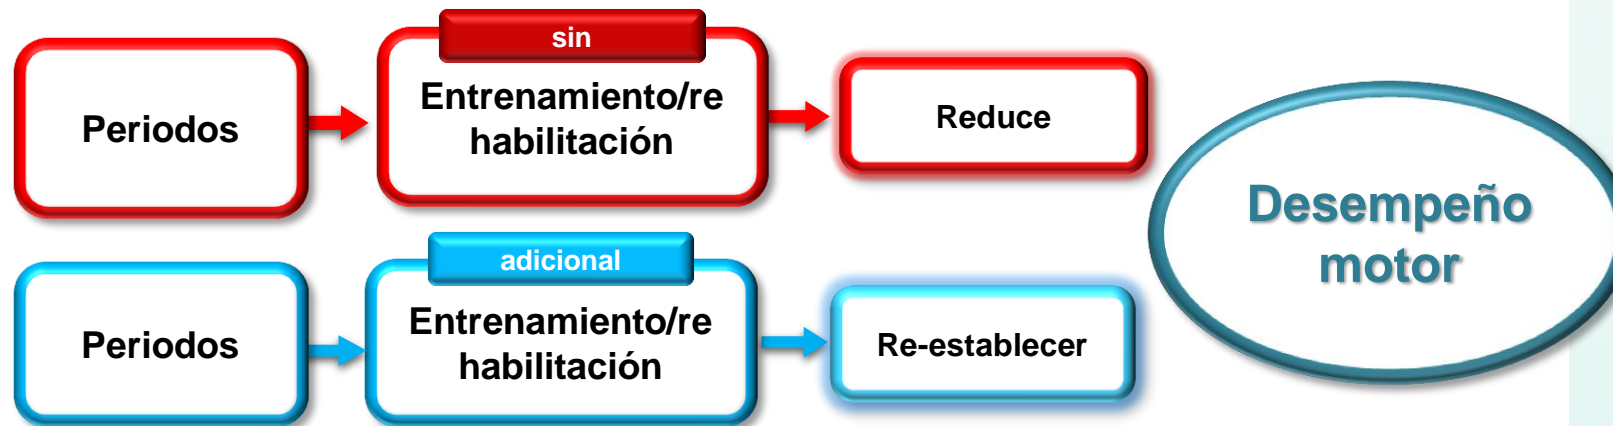 sin
Periodos
Entrenamiento/re
habilitación
Reduce
adicional
Periodos
Entrenamiento/re
habilitación
Re-establecer
Desempeño
motor